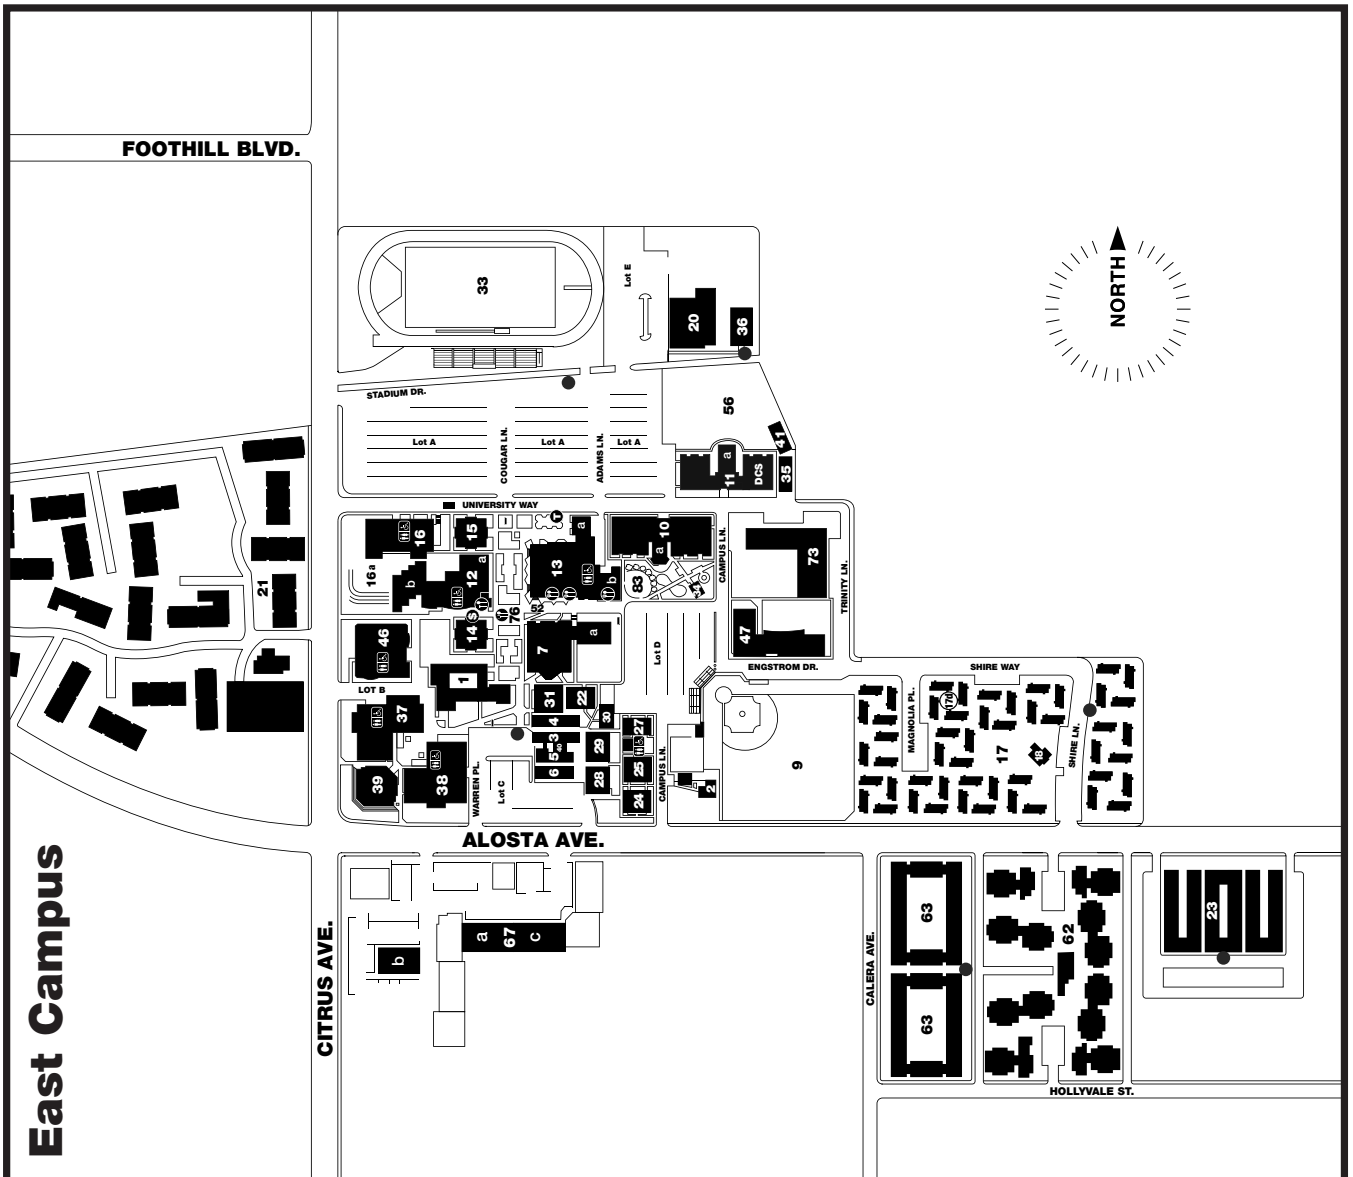 FOOTHILL BLVD.
33
Lot E
20
36
NORTH
STADIUM DR.
56
Lot A
COUGAR LN.
Lot A
ADAMS LN.
Lot A
41
a
11
DCS
35
UNIVERSITY WAY
16
15
T
a
10
a
CAMPUS LN.
73
TRINITY LN.
16a
b
12
a
13
b
83
21
S
76
52
14
46
7
a
Lot D
47
ENGSTROM DR.
SHIRE WAY
LOT B
1
37
31
22
30
4
3
40
5
6
29
28
27
25
24
CAMPUS LN.
2
9
MAGNOLIA PL.
17d
17
48
SHIRE LN.
39
38
WARREN PL.
Lot C
ALOSTA AVE.
East Campus
CITRUS AVE.
a
67
c
b
CALERA AVE.
63
63
62
23
HOLLYVALE ST.